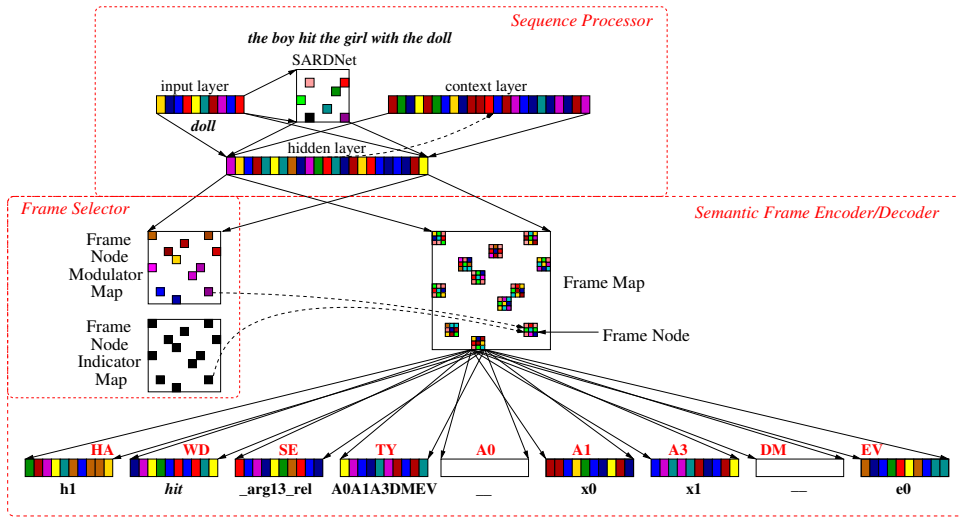 Sequence Processor
the boy hit the girl with the doll
SARDNet
input layer
context layer
doll
hidden layer
Frame Selector
Semantic Frame Encoder/Decoder
Frame
Node
Modulator
Map
Frame Map
Frame
Node
Indicator
Map
Frame Node
HA WD SE TY A0 A1 A3 DM EV
h1 hit _arg13_rel A0A1A3DMEV __ x0 x1 __ e0